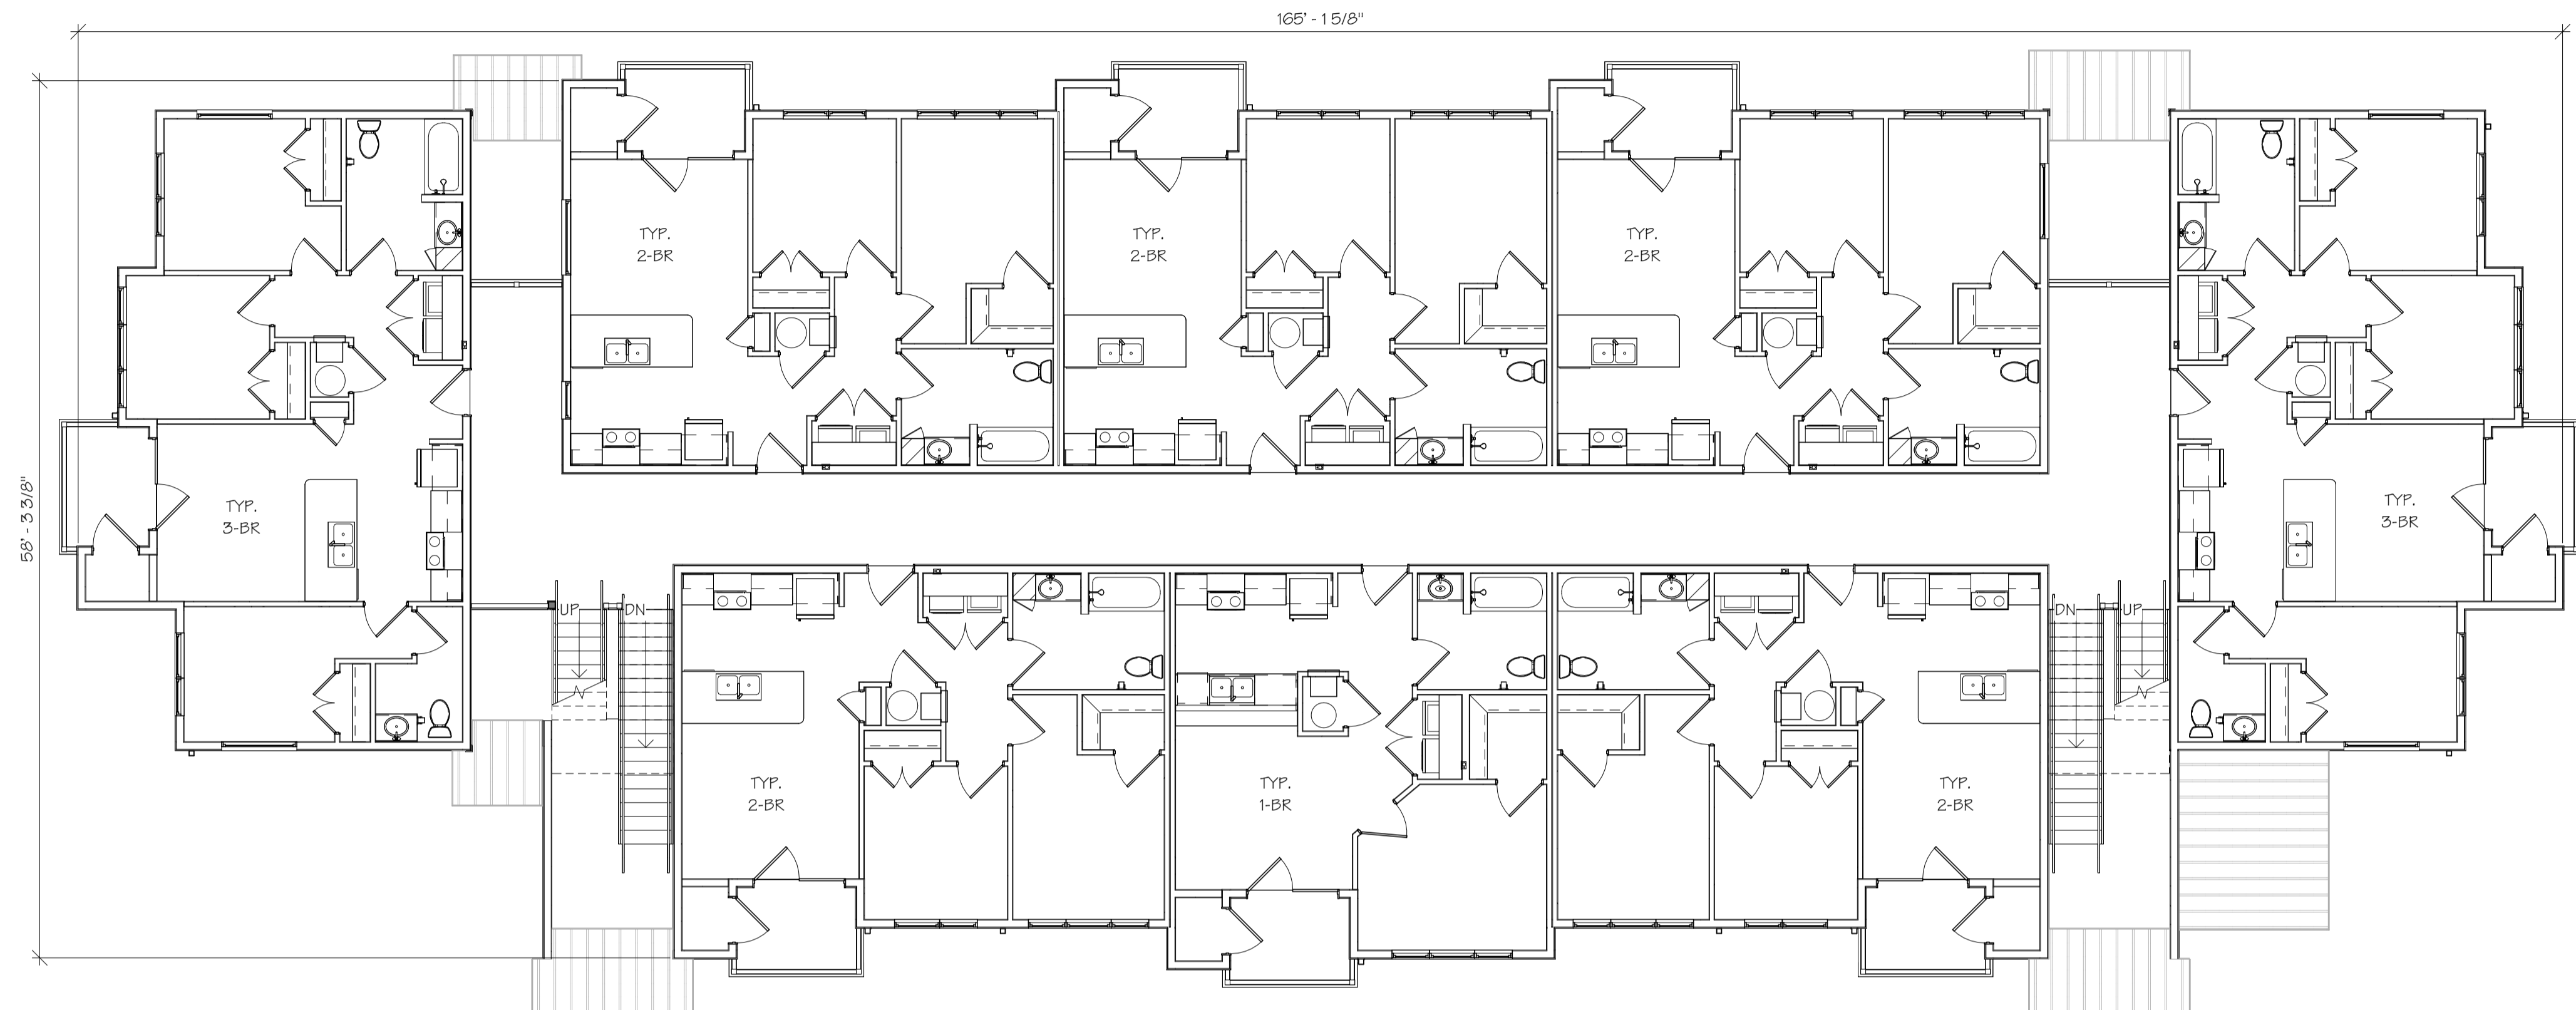 165' - 1 5/8"
58' - 3 3/8"
TYP.
2-BR
TYP.
2-BR
TYP.
2-BR
TYP.
3-BR
TYP.
3-BR
UP
DN
DN
UP
TYP.
2-BR
TYP.
1-BR
TYP.
2-BR